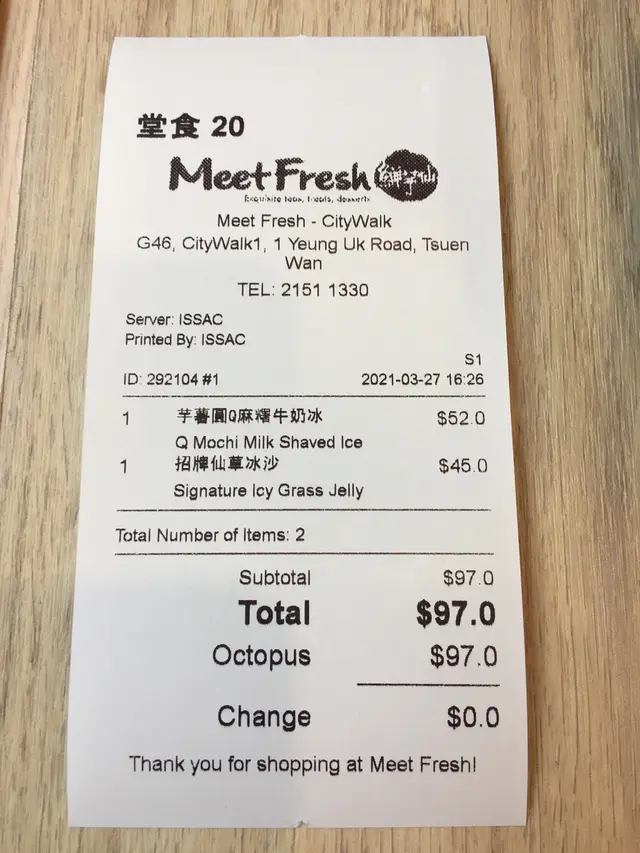 堂食 20
Meet Fresh 鮮芋仙
Exquisite teas, treats, desserts
Meet Fresh - CityWalk
G46, CityWalk1, 1 Yeung Uk Road, Tsuen
Wan
TEL: 2151 1330
Server: ISSAC
Printed By: ISSAC
S1
ID: 292104 #1 2021-03-27 16:26
1 芋薯圓Q麻糬牛奶冰 $52.0
Q Mochi Milk Shaved Ice
1 招牌仙草冰沙 $45.0
Signature Icy Grass Jelly
Total Number of Items: 2
Subtotal $97.0
Total $97.0
Octopus $97.0
Change $0.0
Thank you for shopping at Meet Fresh!